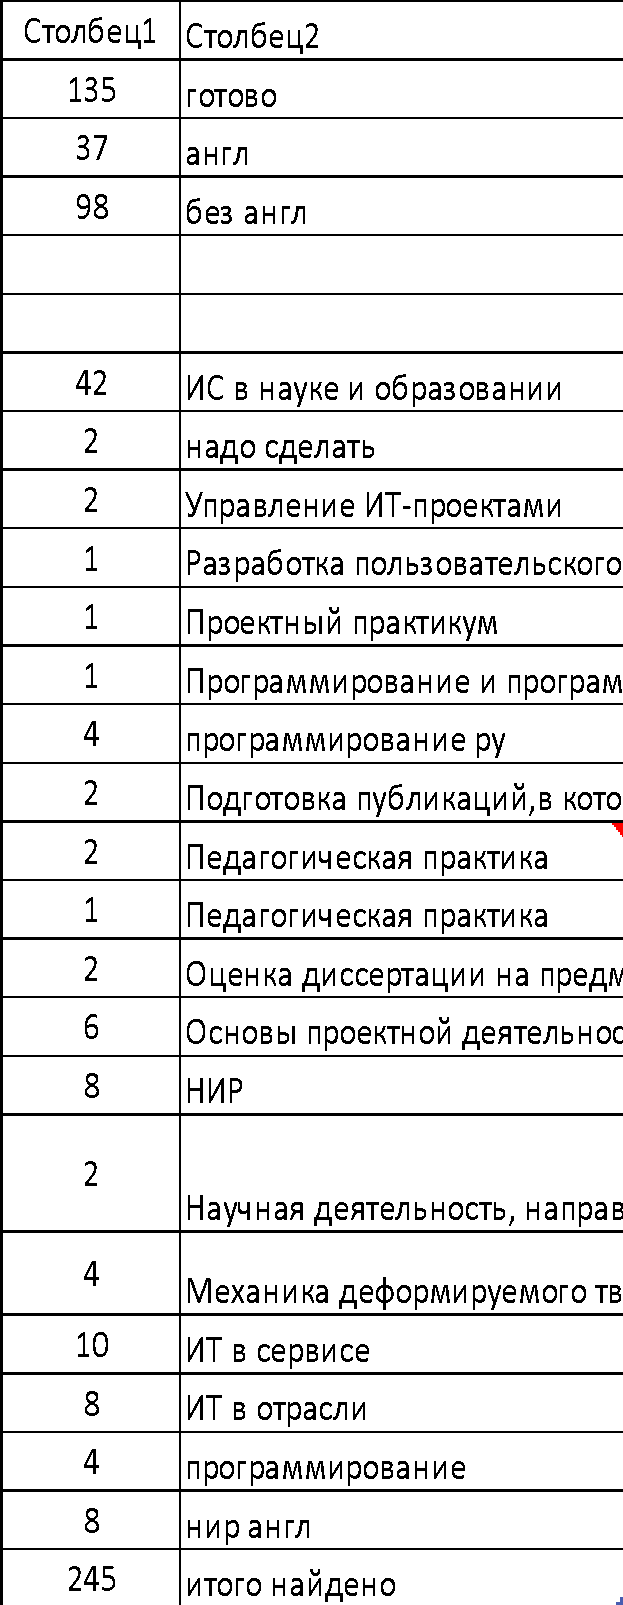 Столбец1 Столбец2
135 готово
37 англ
98 без англ
42 ИС в науке и образовании
2 надо сделать
2 Управление ИТ-проектами
1 Разработка пользовательского
1 Проектный практикум
1 Программирование и програм
4 программирование ру
2 Подготовка публикаций,в кото
2 Педагогическая практика
1 Педагогическая практика
2 Оценка диссертации на предм
6 Основы проектной деятельнос
8 НИР
2 Научная деятельность, направ
4 Механика деформируемого тв
10 ИТ в сервисе
8 ИТ в отрасли
4 программирование
8 нир англ
245 итого найдено